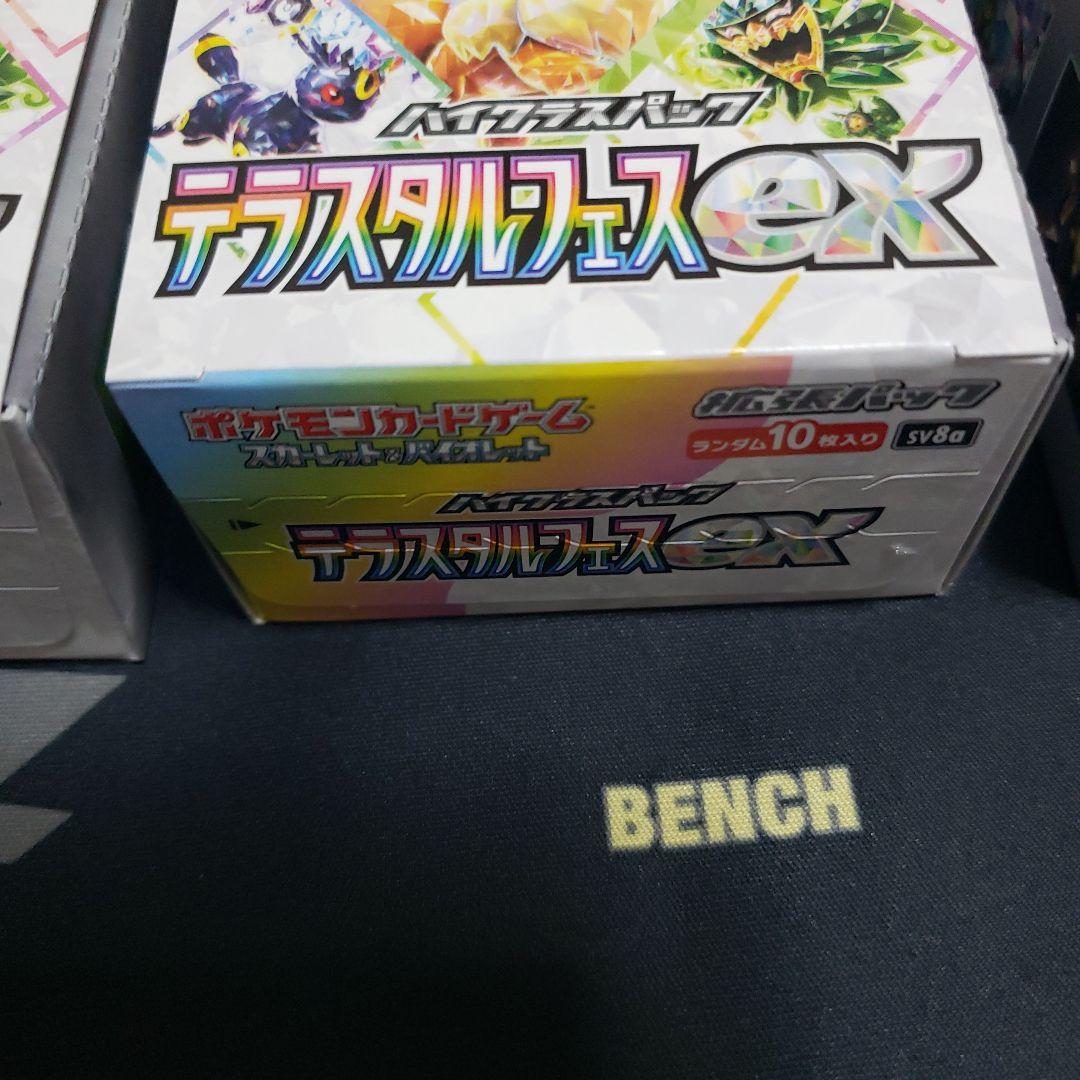 ハイクラスパック
テラスタルフェスex
ポケモンカードゲーム
スカーレット&バイオレット
拡張パック
ランダム10枚入り
SV8a
ハイクラスパック
テラスタルフェスex
BENCH